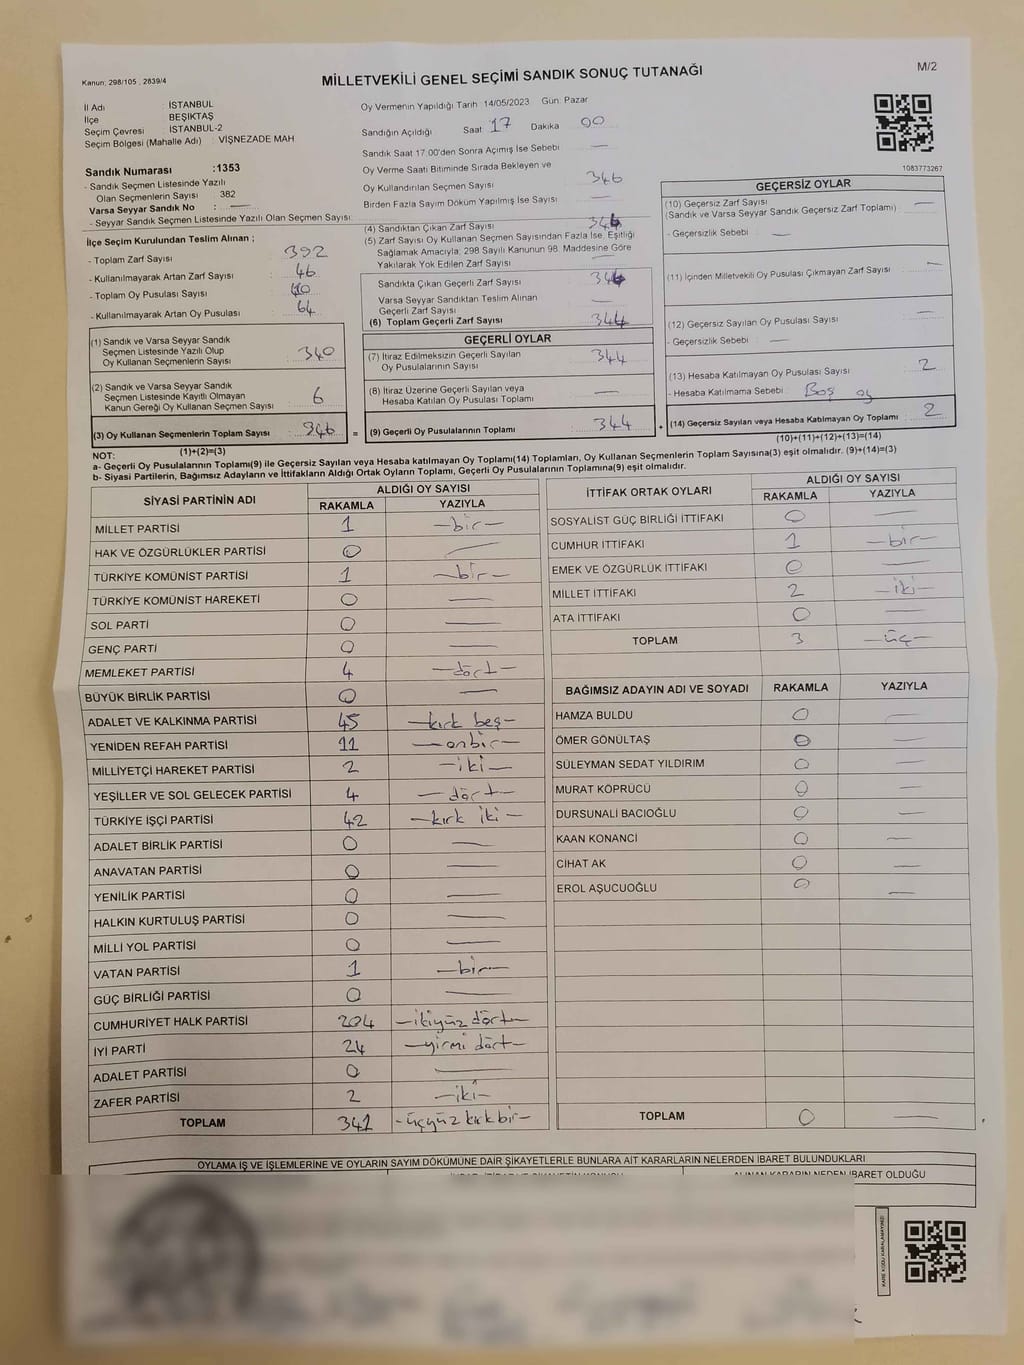 Kanun: 298/105 , 2839/4
MİLLETVEKİLİ GENEL SEÇİMİ SANDIK SONUÇ TUTANAĞI
M/2
İl Adı : İSTANBUL
İlçe BEŞİKTAŞ
Seçim Çevresi : İSTANBUL-2
Seçim Bölgesi (Mahalle Adı) : VİŞNEZADE MAH
Oy Vermenin Yapıldığı Tarih 14/05/2023 Gün: Pazar
Sandığın Açıldığı Saat 17 Dakika 00
Sandık Saat 17:00'den Sonra Açımış İse Sebebi —
Sandık Numarası :1353
- Sandık Seçmen Listesinde Yazılı
Olan Seçmenlerin Sayısı 382
Varsa Seyyar Sandık No : —
- Seyyar Sandık Seçmen Listesinde Yazılı Olan Seçmen Sayısı:
Oy Verme Saati Bitiminde Sırada Bekleyen ve
Oy Kullandırılan Seçmen Sayısı 346
Birden Fazla Sayım Döküm Yapılmış İse Sayısı —
1083773267
İlçe Seçim Kurulundan Teslim Alınan ;
- Toplam Zarf Sayısı 392
- Kullanılmayarak Artan Zarf Sayısı 46
- Toplam Oy Pusulası Sayısı
- Kullanılmayarak Artan Oy Pusulası 64
(4) Sandıktan Çıkan Zarf Sayısı
(5) Zarf Sayısı Oy Kullanan Seçmen Sayısından Fazla İse, Eşitliği
Sağlamak Amacıyla; 298 Sayılı Kanunun 98. Maddesine Göre
Yakılarak Yok Edilen Zarf Sayısı —
Sandıkta Çıkan Geçerli Zarf Sayısı
Varsa Seyyar Sandıktan Teslim Alınan
Geçerli Zarf Sayısı —
(6) Toplam Geçerli Zarf Sayısı 344
GEÇERSİZ OYLAR
(10) Geçersiz Zarf Sayısı —
(Sandık ve Varsa Seyyar Sandık Geçersiz Zarf Toplamı)
- Geçersizlik Sebebi —
(11) İçinden Milletvekili Oy Pusulası Çıkmayan Zarf Sayısı —
(12) Geçersiz Sayılan Oy Pusulası Sayısı —
- Geçersizlik Sebebi: —
(13) Hesaba Katılmayan Oy Pusulası Sayısı 2
- Hesaba Katılmama Sebebi : Boş oy
(14) Geçersiz Sayılan veya Hesaba Katılmayan Oy Toplamı 2
(10)+(11)+(12)+(13)=(14)
(1) Sandık ve Varsa Seyyar Sandık
Seçmen Listesinde Yazılı Olup
Oy Kullanan Seçmenlerin Sayısı 340
(2) Sandık ve Varsa Seyyar Sandık
Seçmen Listesinde Kayıtlı Olmayan
Kanun Gereği Oy Kullanan Seçmen Sayısı 6
(3) Oy Kullanan Seçmenlerin Toplam Sayısı 346 =
(1)+(2)=(3)
GEÇERLİ OYLAR
(7) İtiraz Edilmeksizin Geçerli Sayılan
Oy Pusulalarının Sayısı 344
(8) İtiraz Üzerine Geçerli Sayılan veya
Hesaba Katılan Oy Pusulası Toplamı —
(9) Geçerli Oy Pusulalarının Toplamı 344 +
NOT:
a- Geçerli Oy Pusulalarının Toplamı(9) ile Geçersiz Sayılan veya Hesaba katılmayan Oy Toplamı(14) Toplamları, Oy Kullanan Seçmenlerin Toplam Sayısına(3) eşit olmalıdır. (9)+(14)=(3)
b- Siyasi Partilerin, Bağımsız Adayların ve İttifakların Aldığı Ortak Oyların Toplamı, Geçerli Oy Pusulalarının Toplamına(9) eşit olmalıdır.
SİYASİ PARTİNİN ADI ALDIĞI OY SAYISI
RAKAMLA YAZIYLA
MİLLET PARTİSİ 1 —bir—
HAK VE ÖZGÜRLÜKLER PARTİSİ 0 —
TÜRKİYE KOMÜNİST PARTİSİ 1 —bir—
TÜRKİYE KOMÜNİST HAREKETİ 0 —
SOL PARTİ 0 —
GENÇ PARTİ 0 —
MEMLEKET PARTİSİ 4 —dört—
BÜYÜK BİRLİK PARTİSİ 0 —
ADALET VE KALKINMA PARTİSİ 45 —kırk beş—
YENİDEN REFAH PARTİSİ 11 —onbir—
MİLLİYETÇİ HAREKET PARTİSİ 2 —iki—
YEŞİLLER VE SOL GELECEK PARTİSİ 4 —dört—
TÜRKİYE İŞÇİ PARTİSİ 42 —kırk iki—
ADALET BİRLİK PARTİSİ 0 —
ANAVATAN PARTİSİ 0 —
YENİLİK PARTİSİ 0 —
HALKIN KURTULUŞ PARTİSİ 0 —
MİLLİ YOL PARTİSİ 0 —
VATAN PARTİSİ 1 —bir—
GÜÇ BİRLİĞİ PARTİSİ 0 —
CUMHURİYET HALK PARTİSİ 204 —ikiyüz dört—
İYİ PARTİ 24 —yirmi dört—
ADALET PARTİSİ 0 —
ZAFER PARTİSİ 2 —iki—
TOPLAM 341 -üçyüz kırk bir—
İTTİFAK ORTAK OYLARI ALDIĞI OY SAYISI
RAKAMLA YAZIYLA
SOSYALİST GÜÇ BİRLİĞİ İTTİFAKI 0 —
CUMHUR İTTİFAKI 1 —bir—
EMEK VE ÖZGÜRLÜK İTTİFAKI 0 —
MİLLET İTTİFAKI 2 —iki—
ATA İTTİFAKI 0 —
TOPLAM 3 —üç—
BAĞIMSIZ ADAYIN ADI VE SOYADI RAKAMLA YAZIYLA
HAMZA BULDU 0 —
ÖMER GÖNÜLTAŞ 0 —
SÜLEYMAN SEDAT YILDIRIM 0 —
MURAT KÖPRÜCÜ 0 —
DURSUNALİ BACIOĞLU 0 —
KAAN KONANCİ 0 —
CİHAT AK 0 —
EROL AŞUCUOĞLU 0 —
TOPLAM 0 —
OYLAMA İŞ VE İŞLEMLERİNE VE OYLARIN SAYIM DÖKÜMÜNE DAİR ŞİKAYETLERLE BUNLARA AİT KARARLARIN NELERDEN İBARET BULUNDUKLARI
ALINAN KARARIN NEDEN İBARET OLDUĞU
KARE KODU KARALAMAYINIZ!